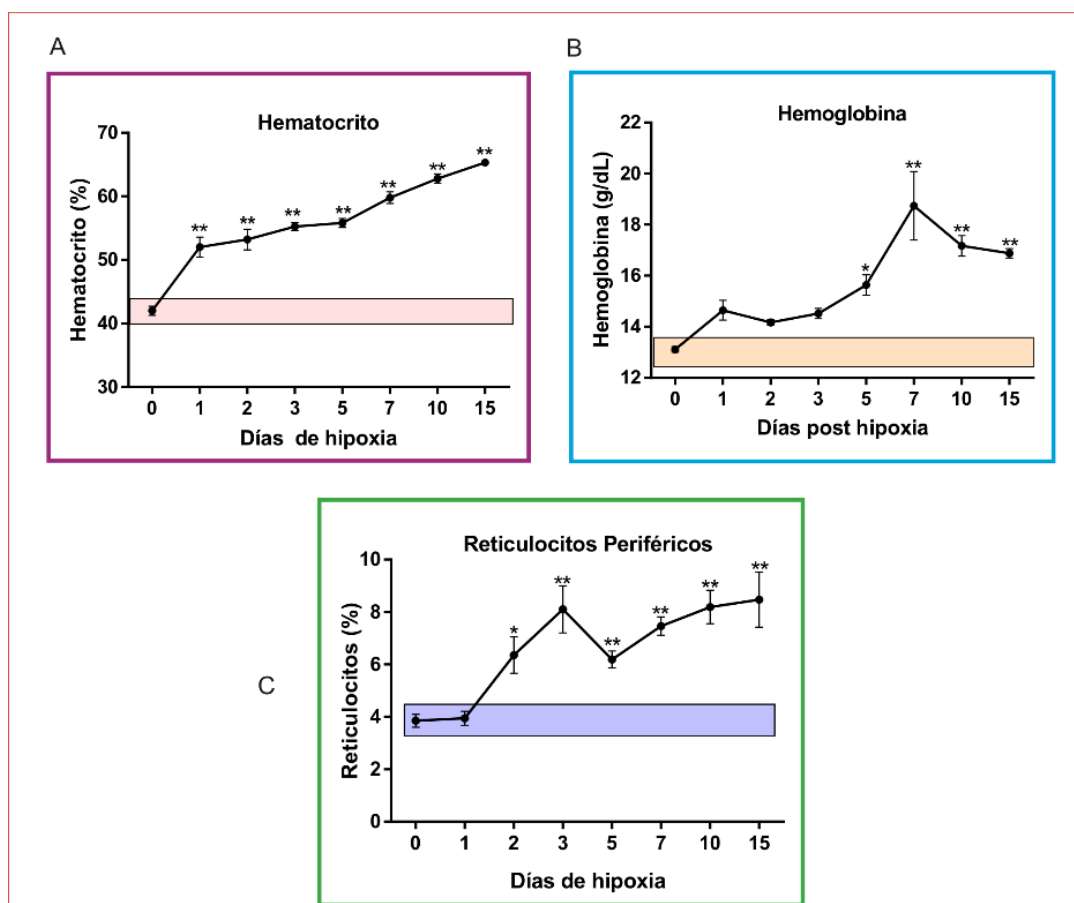 A
Hematocrito
Hematocrito (%)
70
60
50
40
30
**
**
**
**
**
**
**
0 1 2 3 5 7 10 15
Días de hipoxia
B
Hemoglobina
Hemoglobina (g/dL)
22
20
18
16
14
12
*
**
**
**
0 1 2 3 5 7 10 15
Días post hipoxia
C
Reticulocitos Periféricos
Reticulocitos (%)
10
8
6
4
2
0
*
**
**
**
**
**
0 1 2 3 5 7 10 15
Días de hipoxia